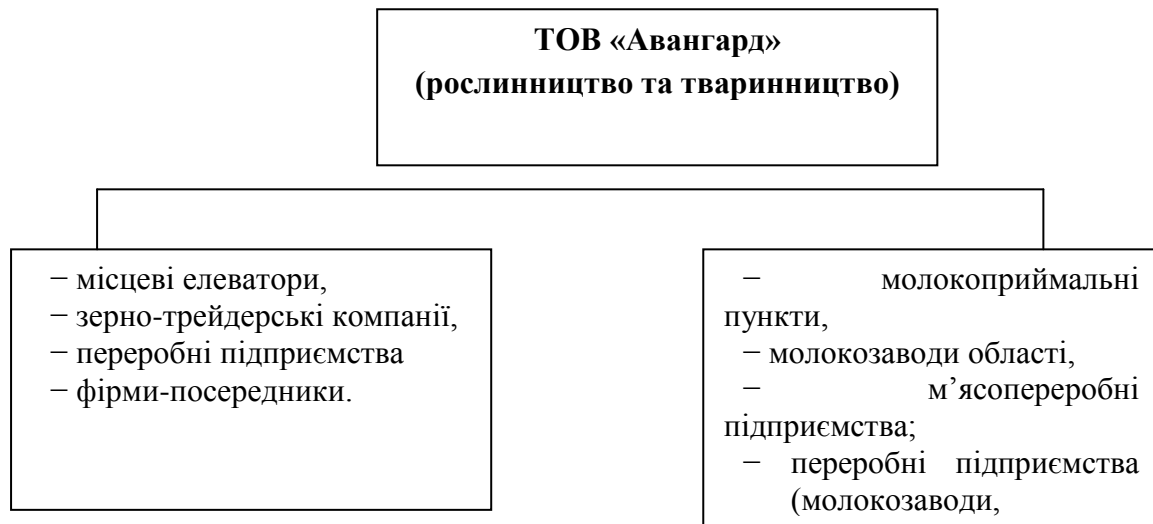 ТОВ «Авангард»
(рослинництво та тваринництво)
− місцеві елеватори,
− зерно-трейдерські компанії,
− переробні підприємства
− фірми-посередники.
− молокоприймальні
пункти,
− молокозаводи області,
− м’ясопереробні
підприємства;
− переробні підприємства
(молокозаводи,